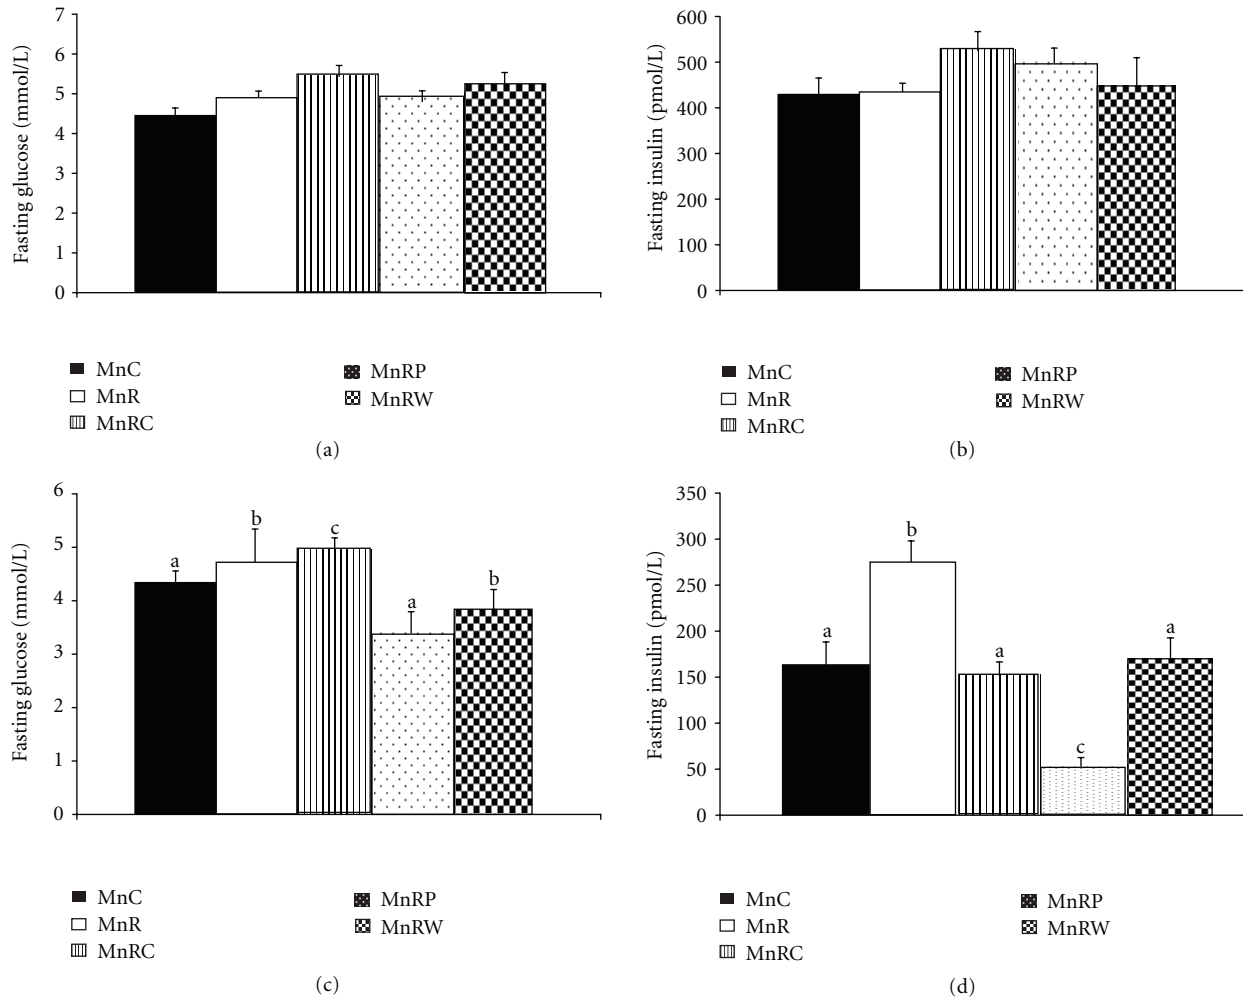 7
6
5
4
3
2
1
0
Fasting glucose (mmol/L)
MnC
MnR
MnRC
MnRP
MnRW
(a)
600
500
400
300
200
100
0
Fasting insulin (pmol/L)
MnC
MnR
MnRC
MnRP
MnRW
(b)
6
5
4
3
2
1
0
Fasting glucose (mmol/L)
a
b
c
a
b
MnC
MnR
MnRC
MnRP
MnRW
(c)
350
300
250
200
150
100
50
0
Fasting insulin (pmol/L)
a
b
a
c
a
MnC
MnR
MnRC
MnRP
MnRW
(d)